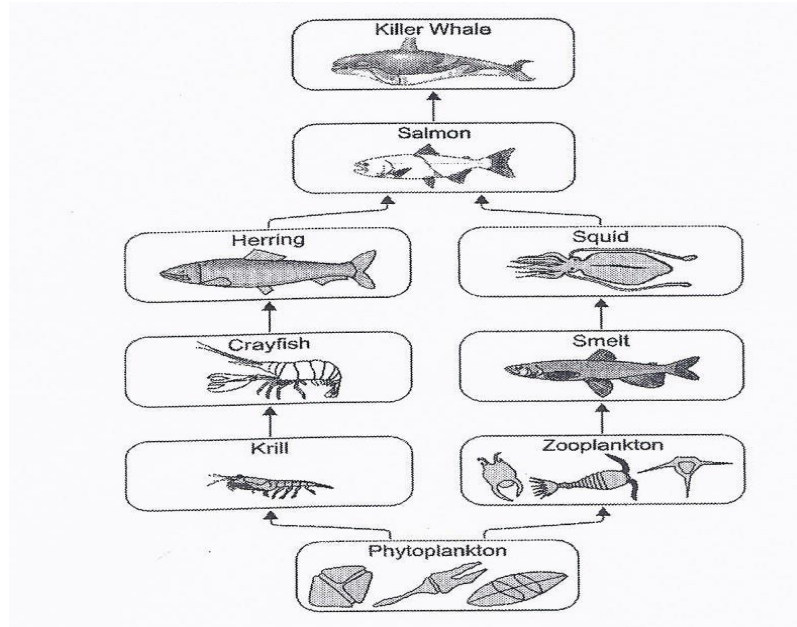 Killer Whale
Salmon
Herring
Squid
Crayfish
Smelt
Krill
Zooplankton
Phytoplankton